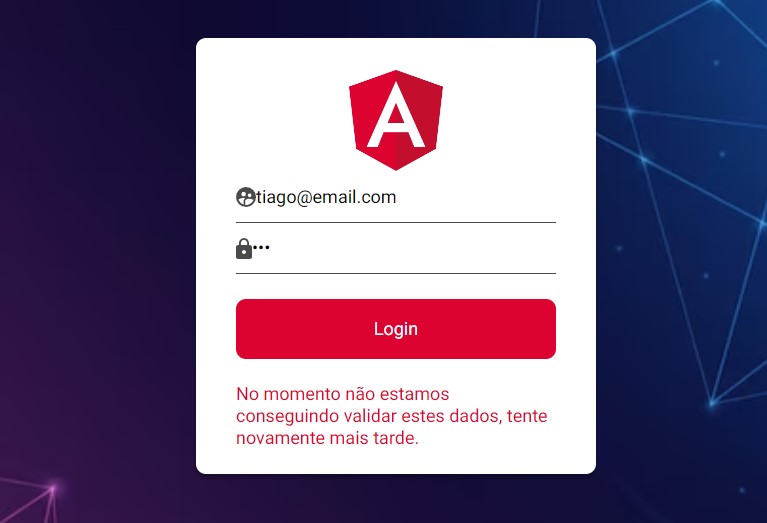 A
tiago@email.com
•••
Login
No momento não estamos
conseguindo validar estes dados, tente
novamente mais tarde.